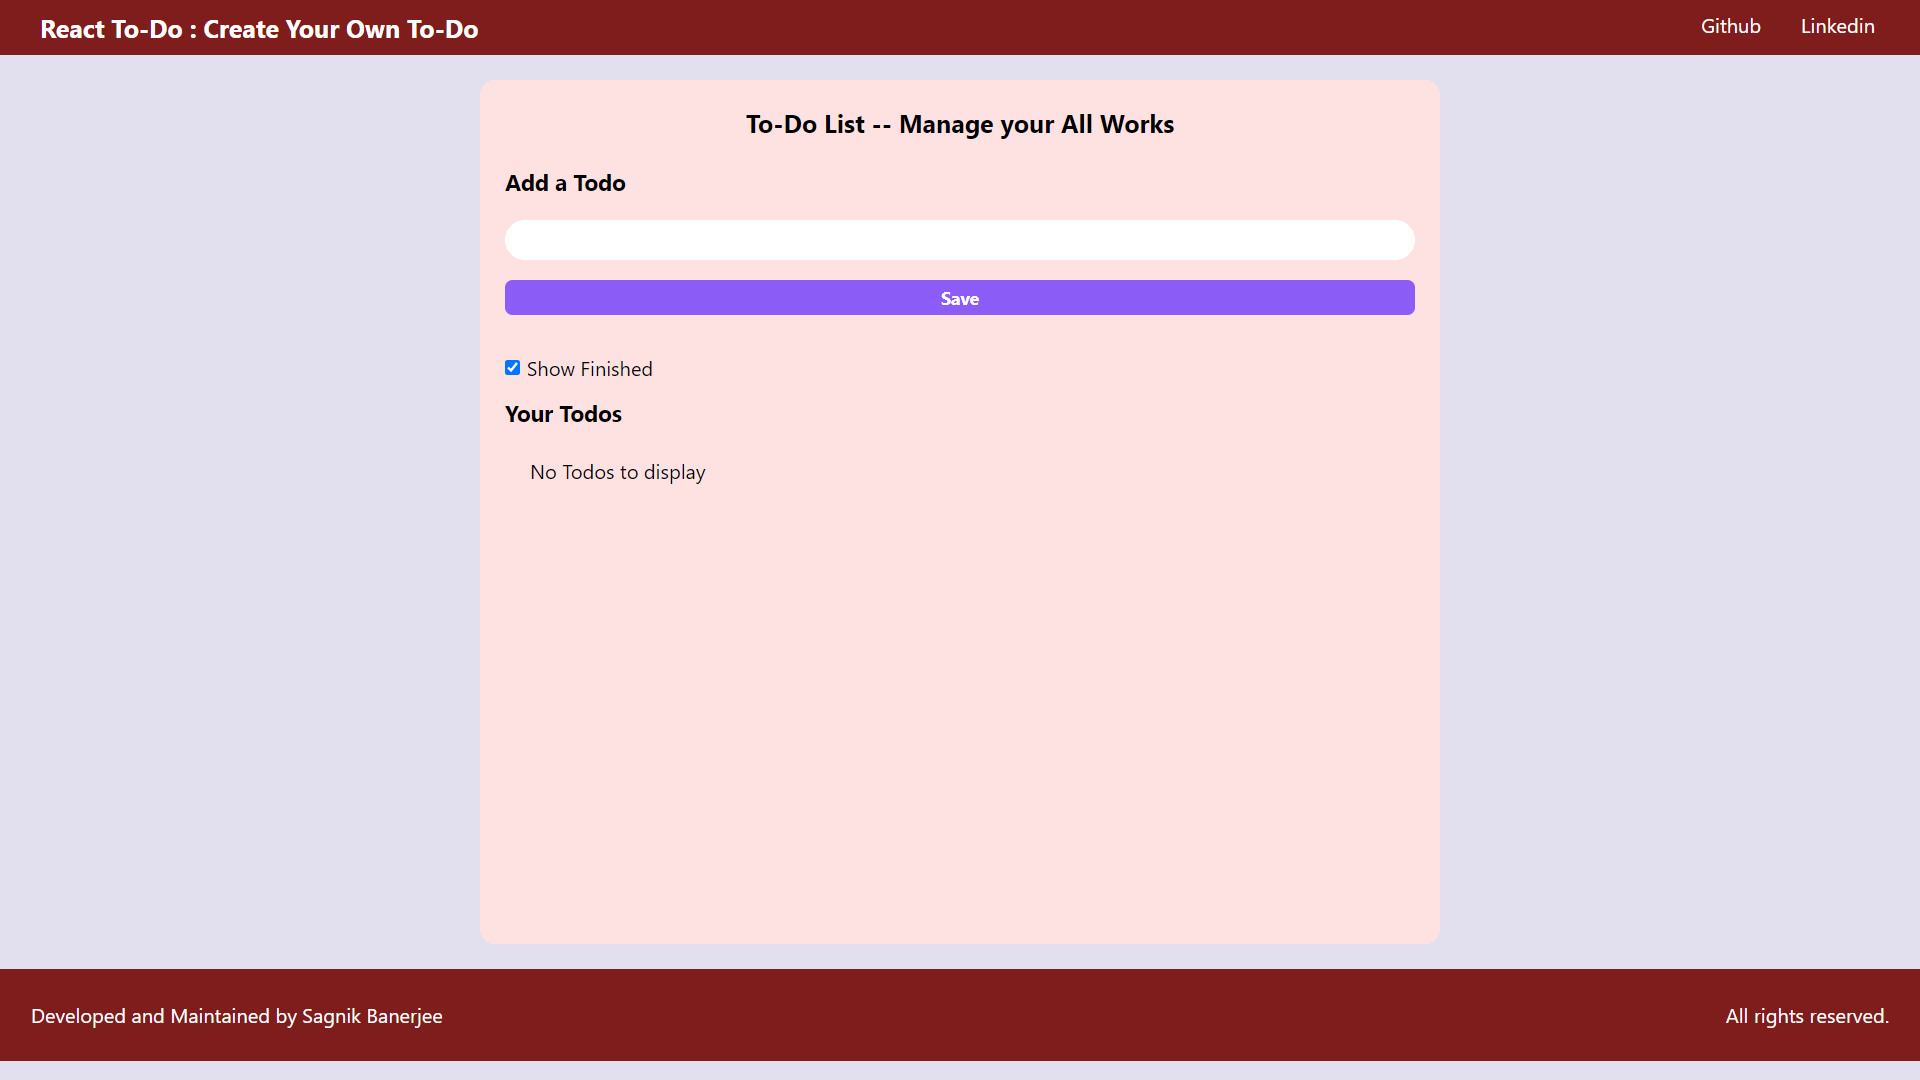 React To-Do : Create Your Own To-Do
Github
Linkedin
To-Do List -- Manage your All Works
Add a Todo
Save
Show Finished
Your Todos
No Todos to display
Developed and Maintained by Sagnik Banerjee
All rights reserved.